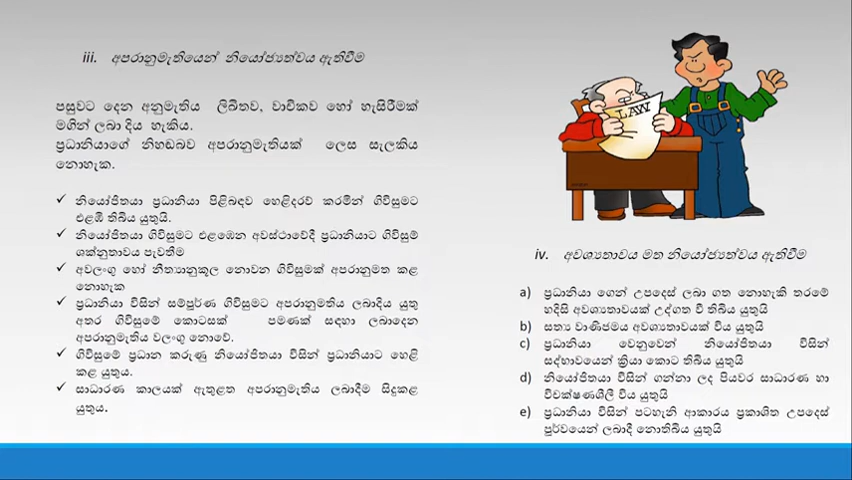 iii. අපරානුමැතියෙන් නියෝජ්‍යත්වය ඇතිවීම
පසුවට දෙන අනුමැතිය ලිඛිතව, වාචිකව හෝ හැසිරීමක්
මගින් ලබා දිය හැකිය.
ප්‍රධානියාගේ නිහඬබව අපරානුමැතියක් ලෙස සැලකිය
නොහැක.
✓ නියෝජිතයා ප්‍රධානියා පිළිබඳව හෙළිදරව් කරමින් ගිවිසුමට
එළඹී තිබිය යුතුයි.
✓ නියෝජිතයා ගිවිසුමට එළඹෙන අවස්ථාවේදී ප්‍රධානියාට ගිවිසුම්
ශක්නුතාවය පැවතීම
✓ අවලංගු හෝ නීත්‍යානුකූල නොවන ගිවිසුමක් අපරානුමත කළ
නොහැක
✓ ප්‍රධානියා විසින් සම්පුර්ණ ගිවිසුමට අපරානුමතිය ලබාදිය යුතු
අතර ගිවිසුමේ කොටසක් පමණක් සඳහා ලබාදෙන
අපරානුමැතිය වලංගු නොවේ.
✓ ගිවිසුමේ ප්‍රධාන කරුණු නියෝජිතයා විසින් ප්‍රධානියාට හෙළි
කළ යුතුය.
✓ සාධාරණ කාලයක් ඇතුළත අපරානුමැතිය ලබාදීම සිදුකළ
යුතුය.
LAW
iv. අවශ්‍යතාවය මත නියෝජ්‍යත්වය ඇතිවීම
a) ප්‍රධානියා ගෙන් උපදෙස් ලබා ගත නොහැකි තරමේ
හදිසි අවශ්‍යතාවයක් උද්ගත වී තිබිය යුතුයි
b) සත්‍ය වාණිජමය අවශ්‍යතාවක් විය යුතුයි
c) ප්‍රධානියා වෙනුවෙන් නියෝජිතයා විසින්
සද්භාවයෙන් ක්‍රියා කොට තිබිය යුතුයි
d) නියෝජිතයා විසින් ගන්නා ලද පියවර සාධාරණ හා
විචක්ෂණශීලී විය යුතුයි
e) ප්‍රධානියා විසින් පටහැනි ආකාරය ප්‍රකාශිත උපදෙස්
පූර්වයෙන් ලබාදී නොතිබිය යුතුයි